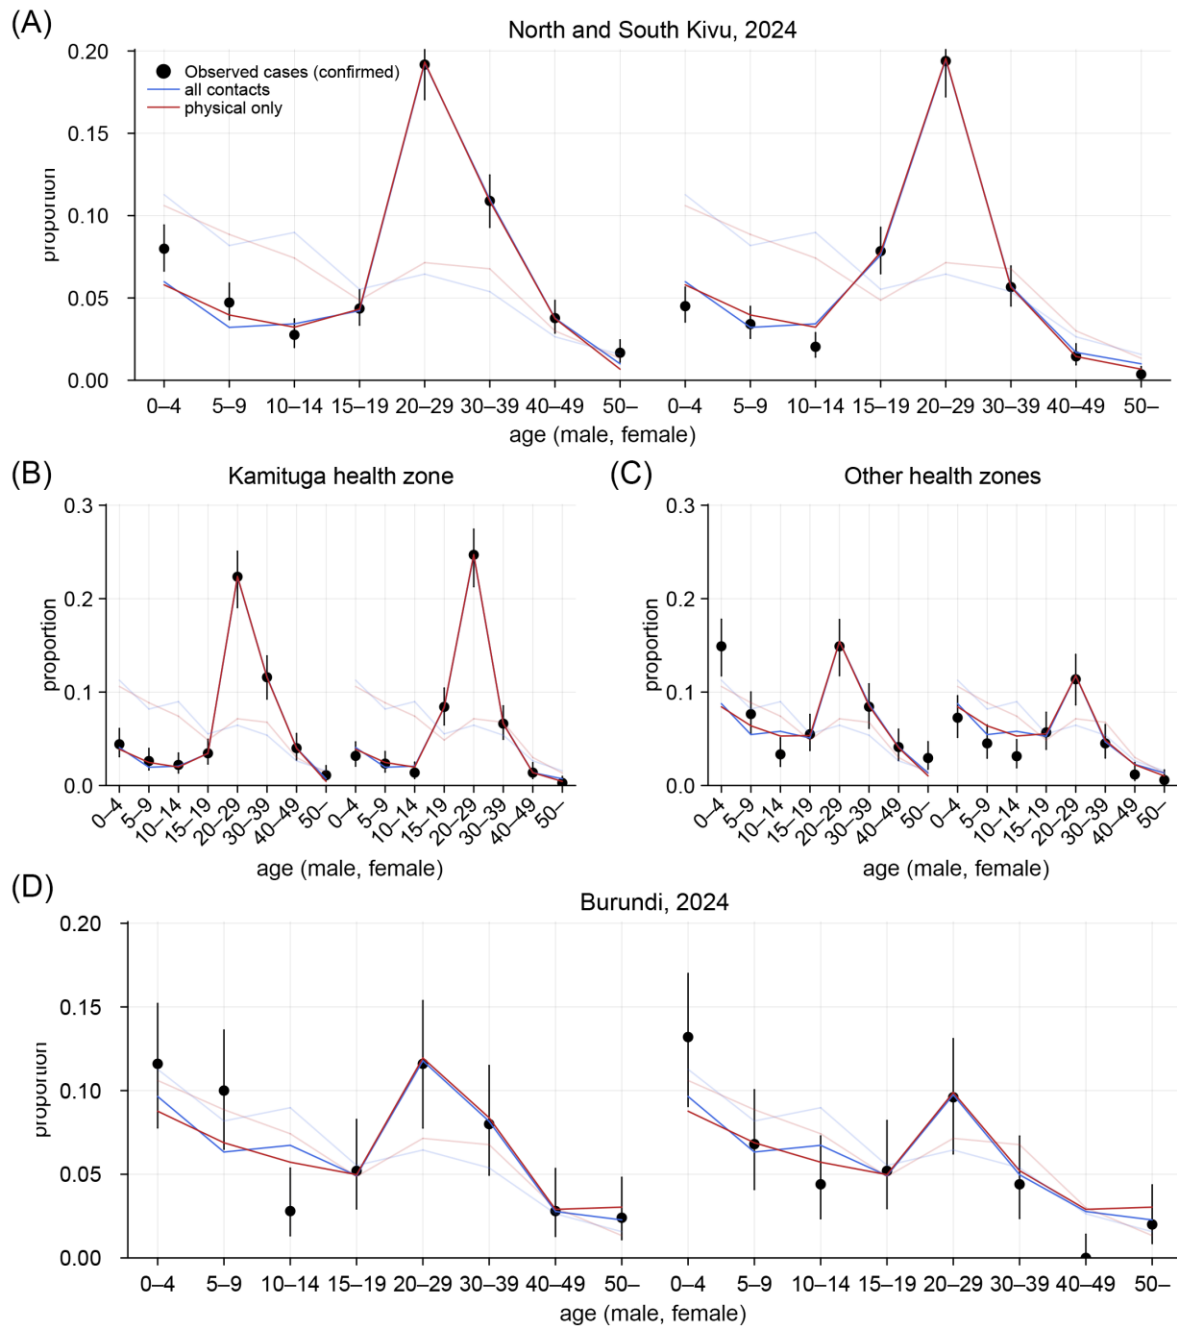 (A)
North and South Kivu, 2024
Observed cases (confirmed)
all contacts
physical only
0.20
0.15
0.10
0.05
0.00
proportion
0–4 5–9 10–14 15–19 20–29 30–39 40–49 50– 0–4 5–9 10–14 15–19 20–29 30–39 40–49 50–
age (male, female)
(B)
Kamituga health zone
0.3
0.2
0.1
0.0
proportion
0–4 5–9 10–14 15–19 20–29 30–39 40–49 50– 0–4 5–9 10–14 15–19 20–29 30–39 40–49 50–
age (male, female)
(C)
Other health zones
0.3
0.2
0.1
0.0
proportion
0–4 5–9 10–14 15–19 20–29 30–39 40–49 50– 0–4 5–9 10–14 15–19 20–29 30–39 40–49 50–
age (male, female)
(D)
Burundi, 2024
0.20
0.15
0.10
0.05
0.00
proportion
0–4 5–9 10–14 15–19 20–29 30–39 40–49 50– 0–4 5–9 10–14 15–19 20–29 30–39 40–49 50–
age (male, female)